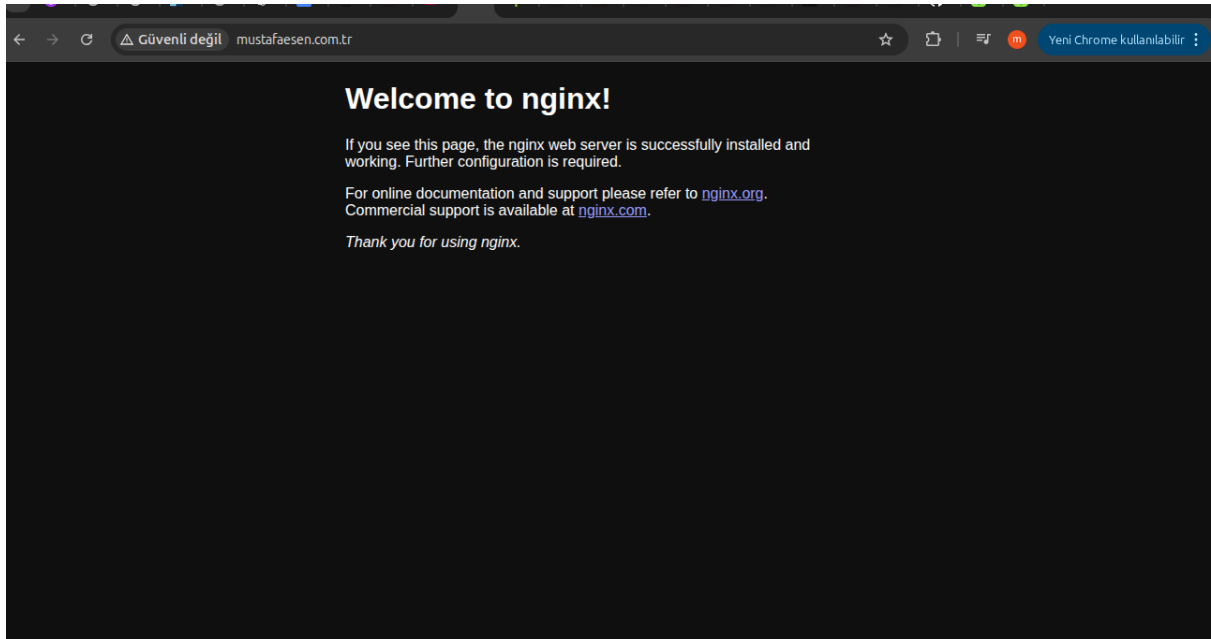 Güvenli değil mustafaesen.com.tr m Yeni Chrome kullanılabilir
Welcome to nginx!
If you see this page, the nginx web server is successfully installed and
working. Further configuration is required.
For online documentation and support please refer to nginx.org.
Commercial support is available at nginx.com.
Thank you for using nginx.